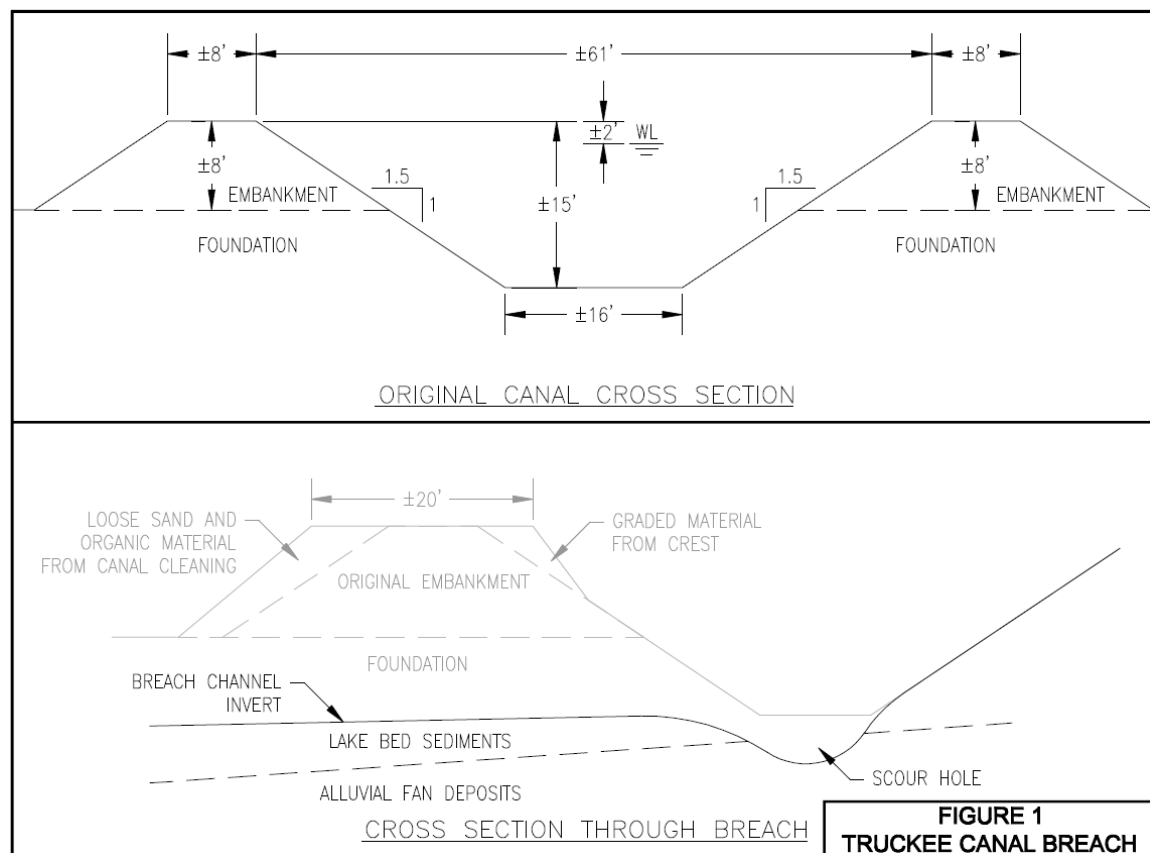 ±8'
±61'
±8'
±2'
WL
±8'
1.5
1
±15'
1.5
1
±8'
EMBANKMENT
EMBANKMENT
FOUNDATION
FOUNDATION
±16'
ORIGINAL CANAL CROSS SECTION
±20'
LOOSE SAND AND
ORGANIC MATERIAL
FROM CANAL CLEANING
GRADED MATERIAL
FROM CREST
ORIGINAL EMBANKMENT
FOUNDATION
BREACH CHANNEL
INVERT
LAKE BED SEDIMENTS
ALLUVIAL FAN DEPOSITS
SCOUR HOLE
CROSS SECTION THROUGH BREACH
FIGURE 1
TRUCKEE CANAL BREACH